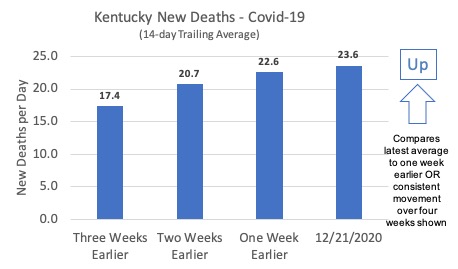 Kentucky New Deaths - Covid-19
(14-day Trailing Average)
New Deaths per Day
25.0
20.0
15.0
10.0
5.0
0.0
17.4
20.7
22.6
23.6
Three Weeks
Earlier
Two Weeks
Earlier
One Week
Earlier
12/21/2020
Up
Compares
latest average
to one week
earlier OR
consistent
movement
over four
weeks shown